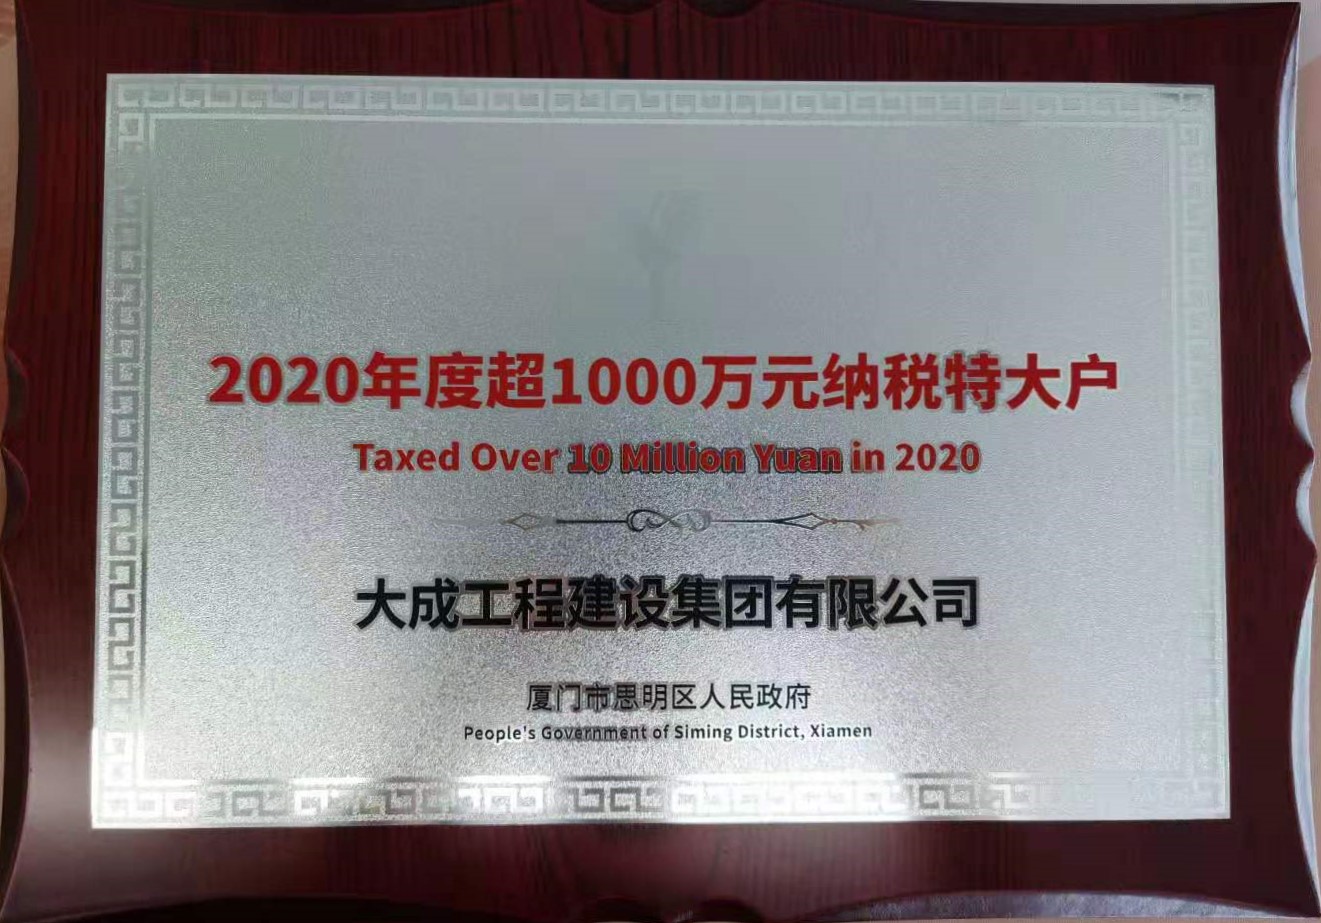 2020年度超1000万元纳税特大户
Taxed Over 10 Million Yuan in 2020
大成工程建设集团有限公司
厦门市思明区人民政府
People's Government of Siming District, Xiamen